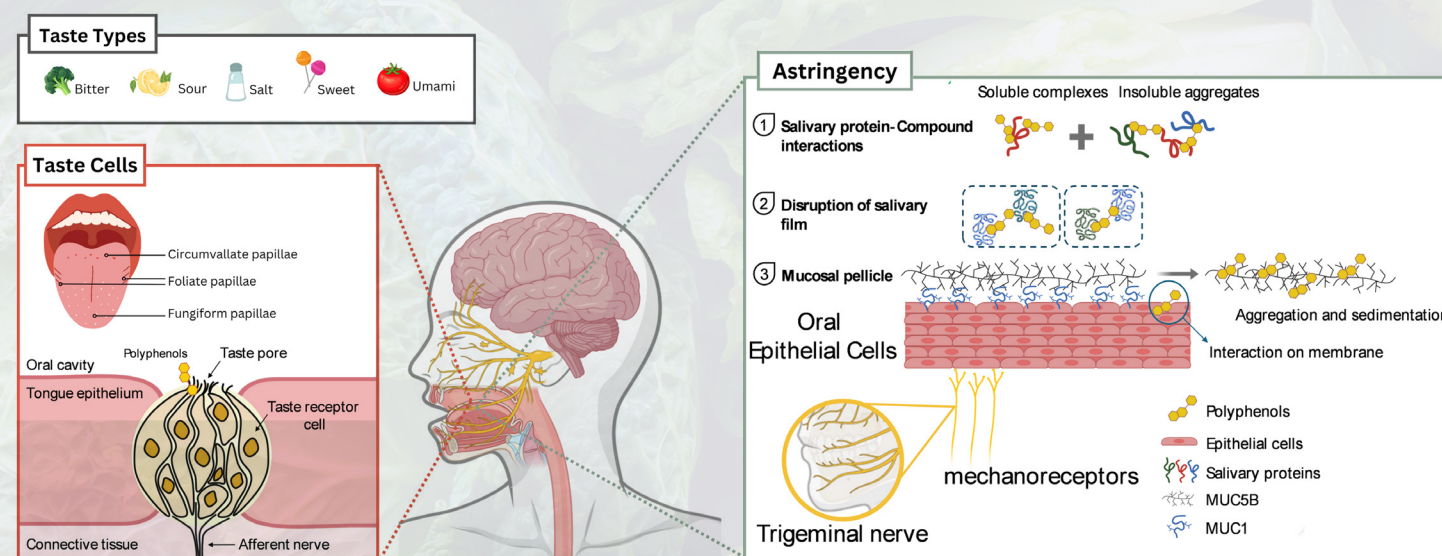 Taste Types
Bitter
Sour
Salt
Sweet
Umami
Taste Cells
Circumvallate papillae
Foliate papillae
Fungiform papillae
Polyphenols
Taste pore
Oral cavity
Tongue epithelium
Taste receptor
cell
Connective tissue
Afferent nerve
Astringency
Soluble complexes
Insoluble aggregates
1 Salivary protein-Compound
interactions
2 Disruption of salivary
film
3 Mucosal pellicle
Aggregation and sedimentation
Oral
Epithelial Cells
Interaction on membrane
mechanoreceptors
Trigeminal nerve
Polyphenols
Epithelial cells
Salivary proteins
MUC5B
MUC1